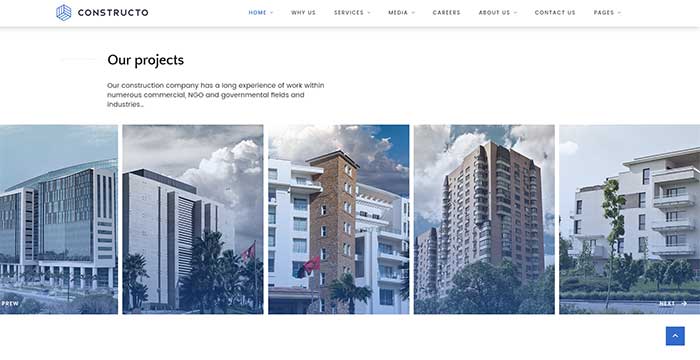 CONSTRUCTO
HOME
WHY US
SERVICES
MEDIA
CAREERS
ABOUT US
CONTACT US
PAGES
Our projects
Our construction company has a long experience of work within
numerous commercial, NGO and governmental fields and
industries...
PREW
NEXT